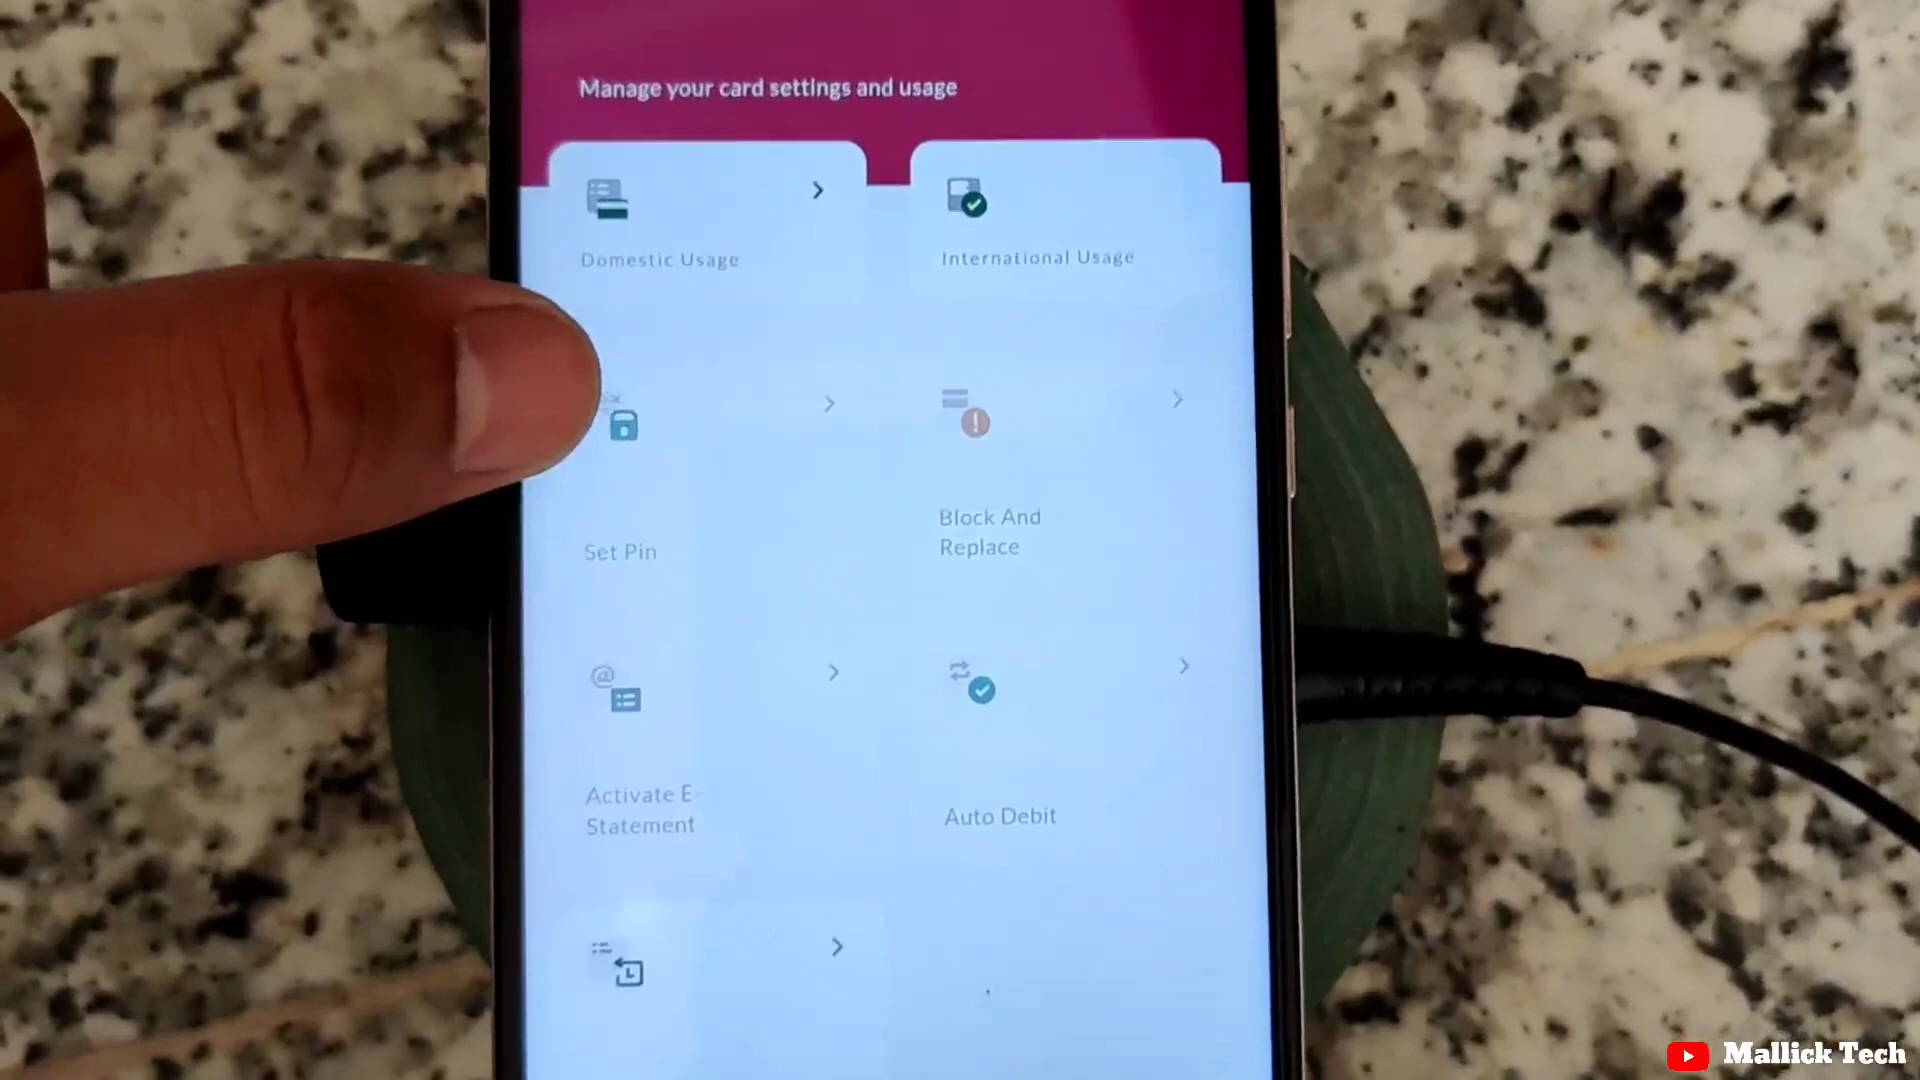 Manage your card settings and usage
Domestic Usage
International Usage
Set Pin
Block And
Replace
Activate E-
Statement
Auto Debit
Mallick Tech